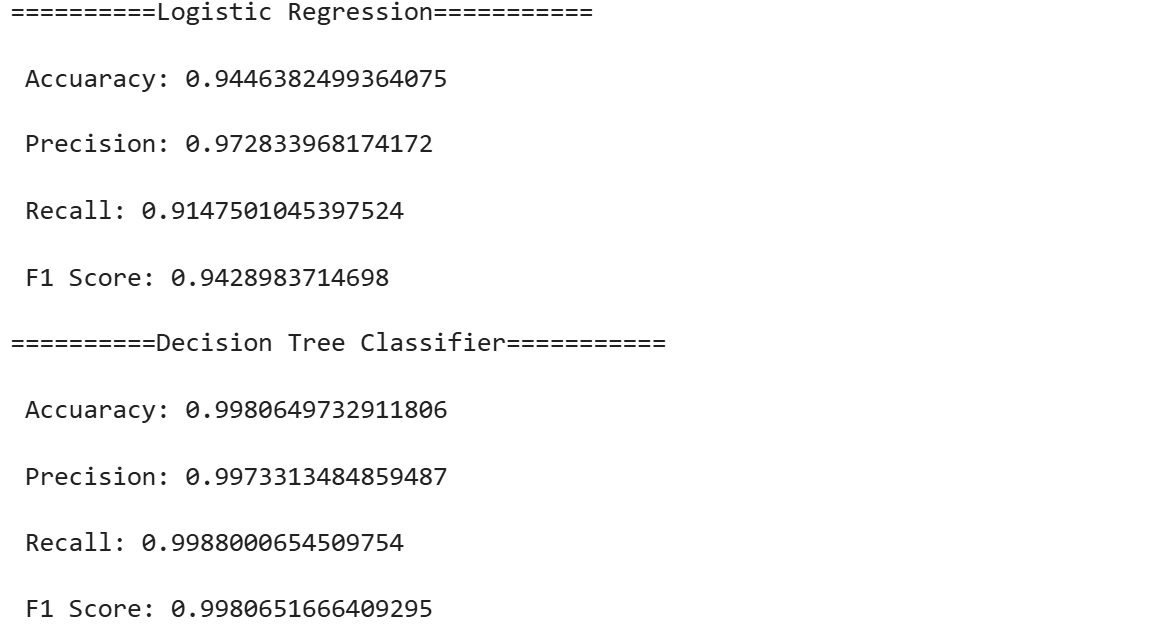 ==========Logistic Regression===========
Accuaracy: 0.9446382499364075
Precision: 0.972833968174172
Recall: 0.9147501045397524
F1 Score: 0.9428983714698
==========Decision Tree Classifier===========
Accuaracy: 0.9980649732911806
Precision: 0.9973313484859487
Recall: 0.9988000654509754
F1 Score: 0.9980651666409295